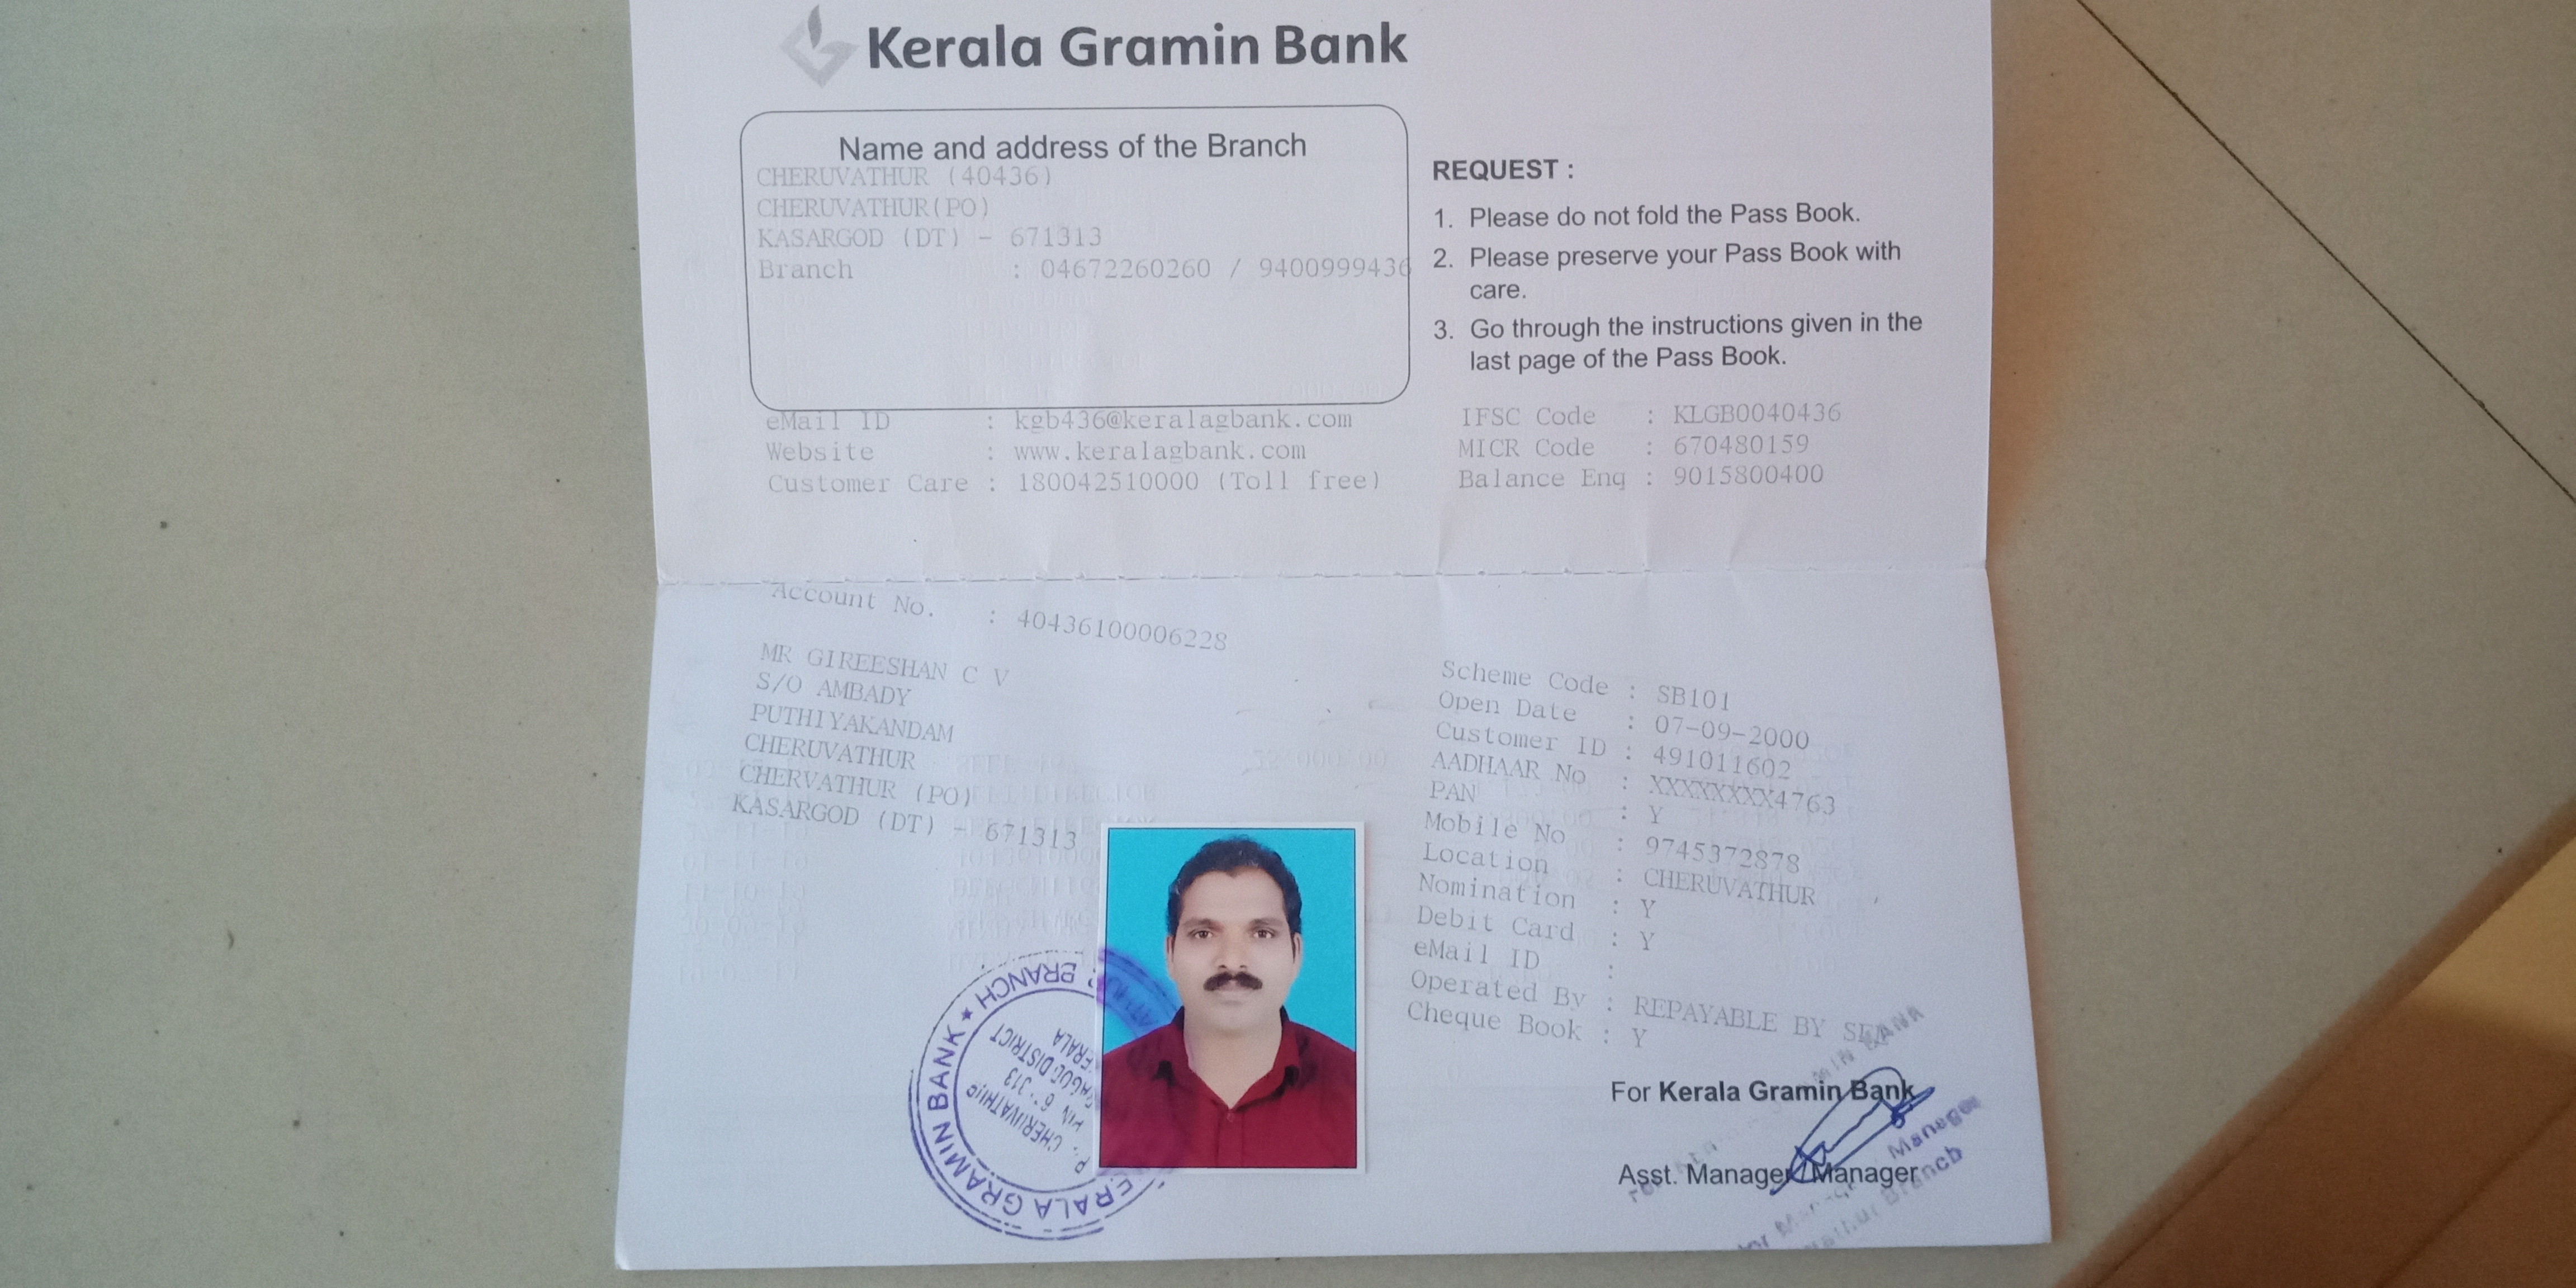 Kerala Gramin Bank
Name and address of the Branch
CHERUVATHUR (40436)
CHERUVATHUR(PO)
KASARGOD (DT) - 671313
Branch : 04672260260 / 9400999436
REQUEST :
1. Please do not fold the Pass Book.
2. Please preserve your Pass Book with
care.
3. Go through the instructions given in the
last page of the Pass Book.
eMail ID : kgb436@keralagbank.com
Website : www.keralagbank.com
Customer Care : 180042510000 (Toll free)
IFSC Code : KLGB0040436
MICR Code : 670480159
Balance Enq : 9015800400
Account No. : 40436100006228
MR GIREESHAN C V
S/O AMBADY
PUTHIYAKANDAM
CHERUVATHUR
CHERVATHUR (PO)
KASARGOD (DT) - 671313
Scheme Code : SB101
Open Date : 07-09-2000
Customer ID : 491011602
AADHAAR No : XXXXXXXX4763
PAN : Y
Mobile No : 9745372878
Location : CHERUVATHUR
Nomination : Y
Debit Card : Y
eMail ID :
Operated By : REPAYABLE BY
Cheque Book : Y
KERALA GRAMIN BANK ★ BRANCH
CHERUVATHUR
DISTRICT
KERALA
For Kerala Gramin Bank
Asst. Manager/Manager
Manager
Branch